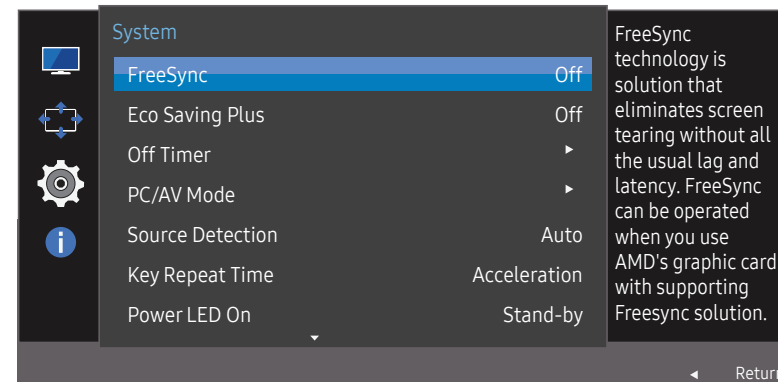 System
FreeSync Off
Eco Saving Plus Off
Off Timer
PC/AV Mode
Source Detection Auto
Key Repeat Time Acceleration
Power LED On Stand-by
FreeSync
technology is
solution that
eliminates screen
tearing without all
the usual lag and
latency. FreeSync
can be operated
when you use
AMD's graphic card
with supporting
Freesync solution.
Return